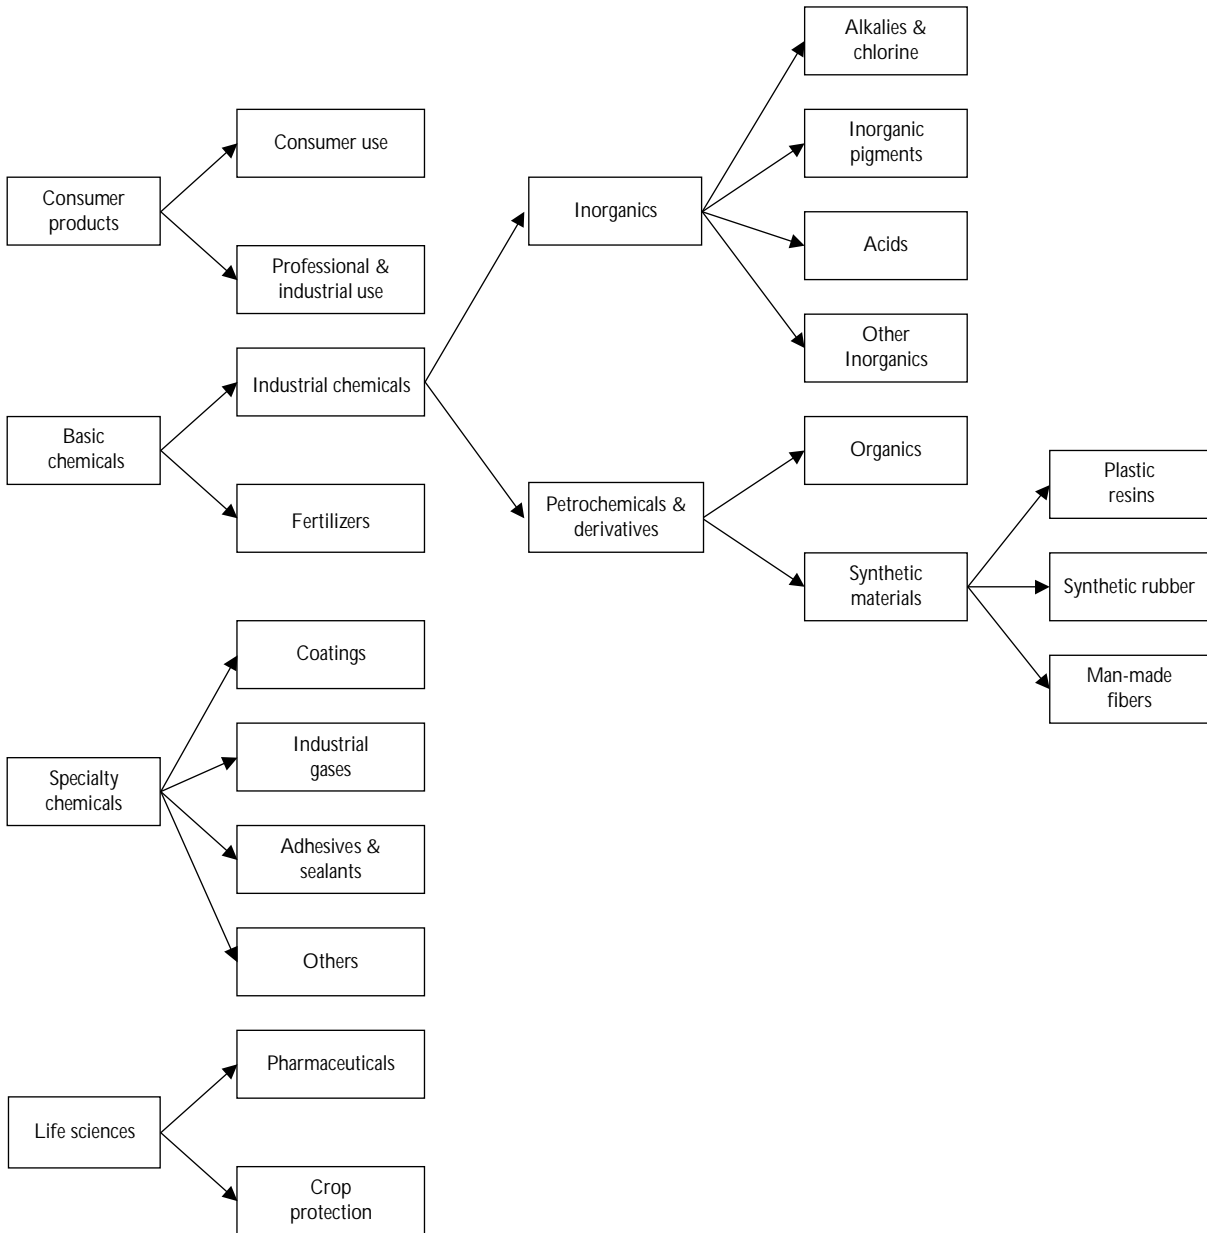 Alkalies &
chlorine
Consumer use
Inorganic
pigments
Consumer
products
Inorganics
Professional &
industrial use
Acids
Other
Inorganics
Industrial chemicals
Basic
chemicals
Organics
Plastic
resins
Fertilizers
Petrochemicals &
derivatives
Synthetic
materials
Synthetic rubber
Coatings
Man-made
fibers
Industrial
gases
Specialty
chemicals
Adhesives &
sealants
Others
Pharmaceuticals
Life sciences
Crop
protection